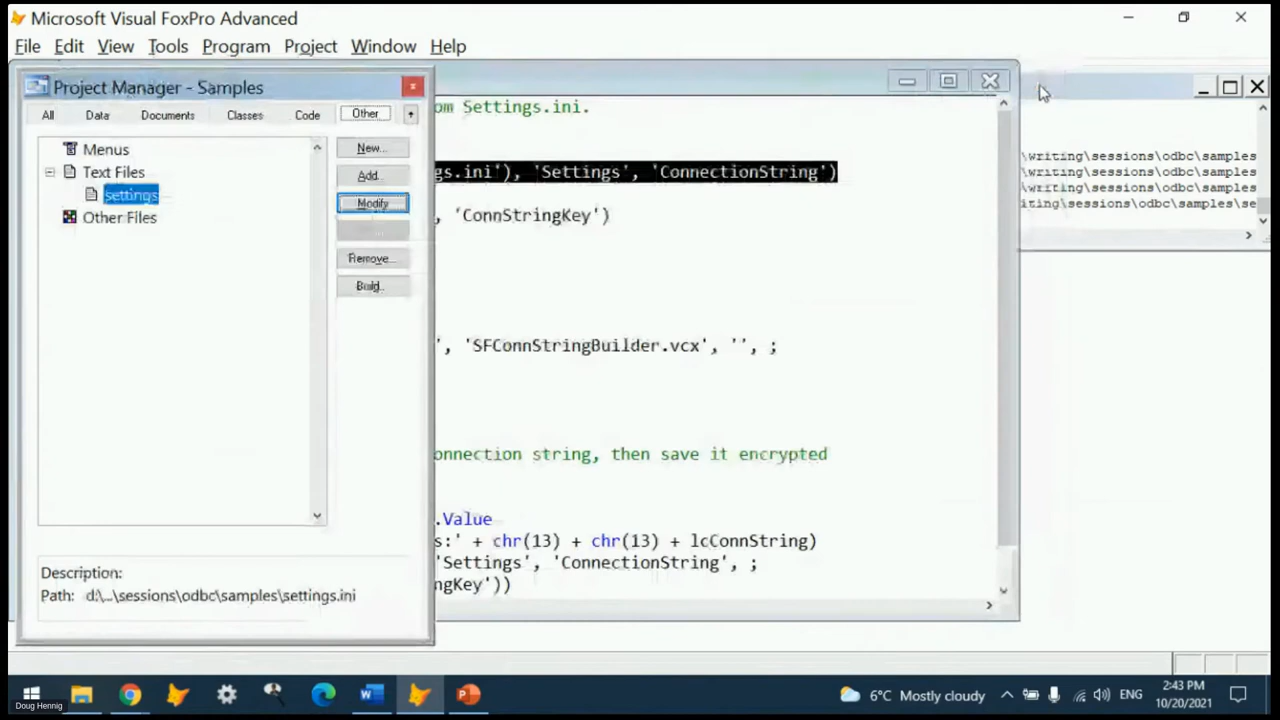 Microsoft Visual FoxPro Advanced
File Edit View Tools Program Project Window Help
Project Manager - Samples
All Data Documents Classes Code Other
Menus
Text Files
settings
Other Files
New...
Add...
Modify
Remove...
Build...
Description:
Path: d:\...\sessions\odbc\samples\settings.ini
om Settings.ini.
gs.ini'), 'Settings', 'ConnectionString')
, 'ConnStringKey')
', 'SFConnStringBuilder.vcx', '', ;
onnection string, then save it encrypted
.Value
s:' + chr(13) + chr(13) + lcConnString)
'Settings', 'ConnectionString', ;
ngKey'))
\writing\sessions\odbc\samples
\writing\sessions\odbc\samples
\writing\sessions\odbc\samples
iting\sessions\odbc\samples\se
6°C Mostly cloudy
ENG
2:43 PM
10/20/2021
Doug Hennig